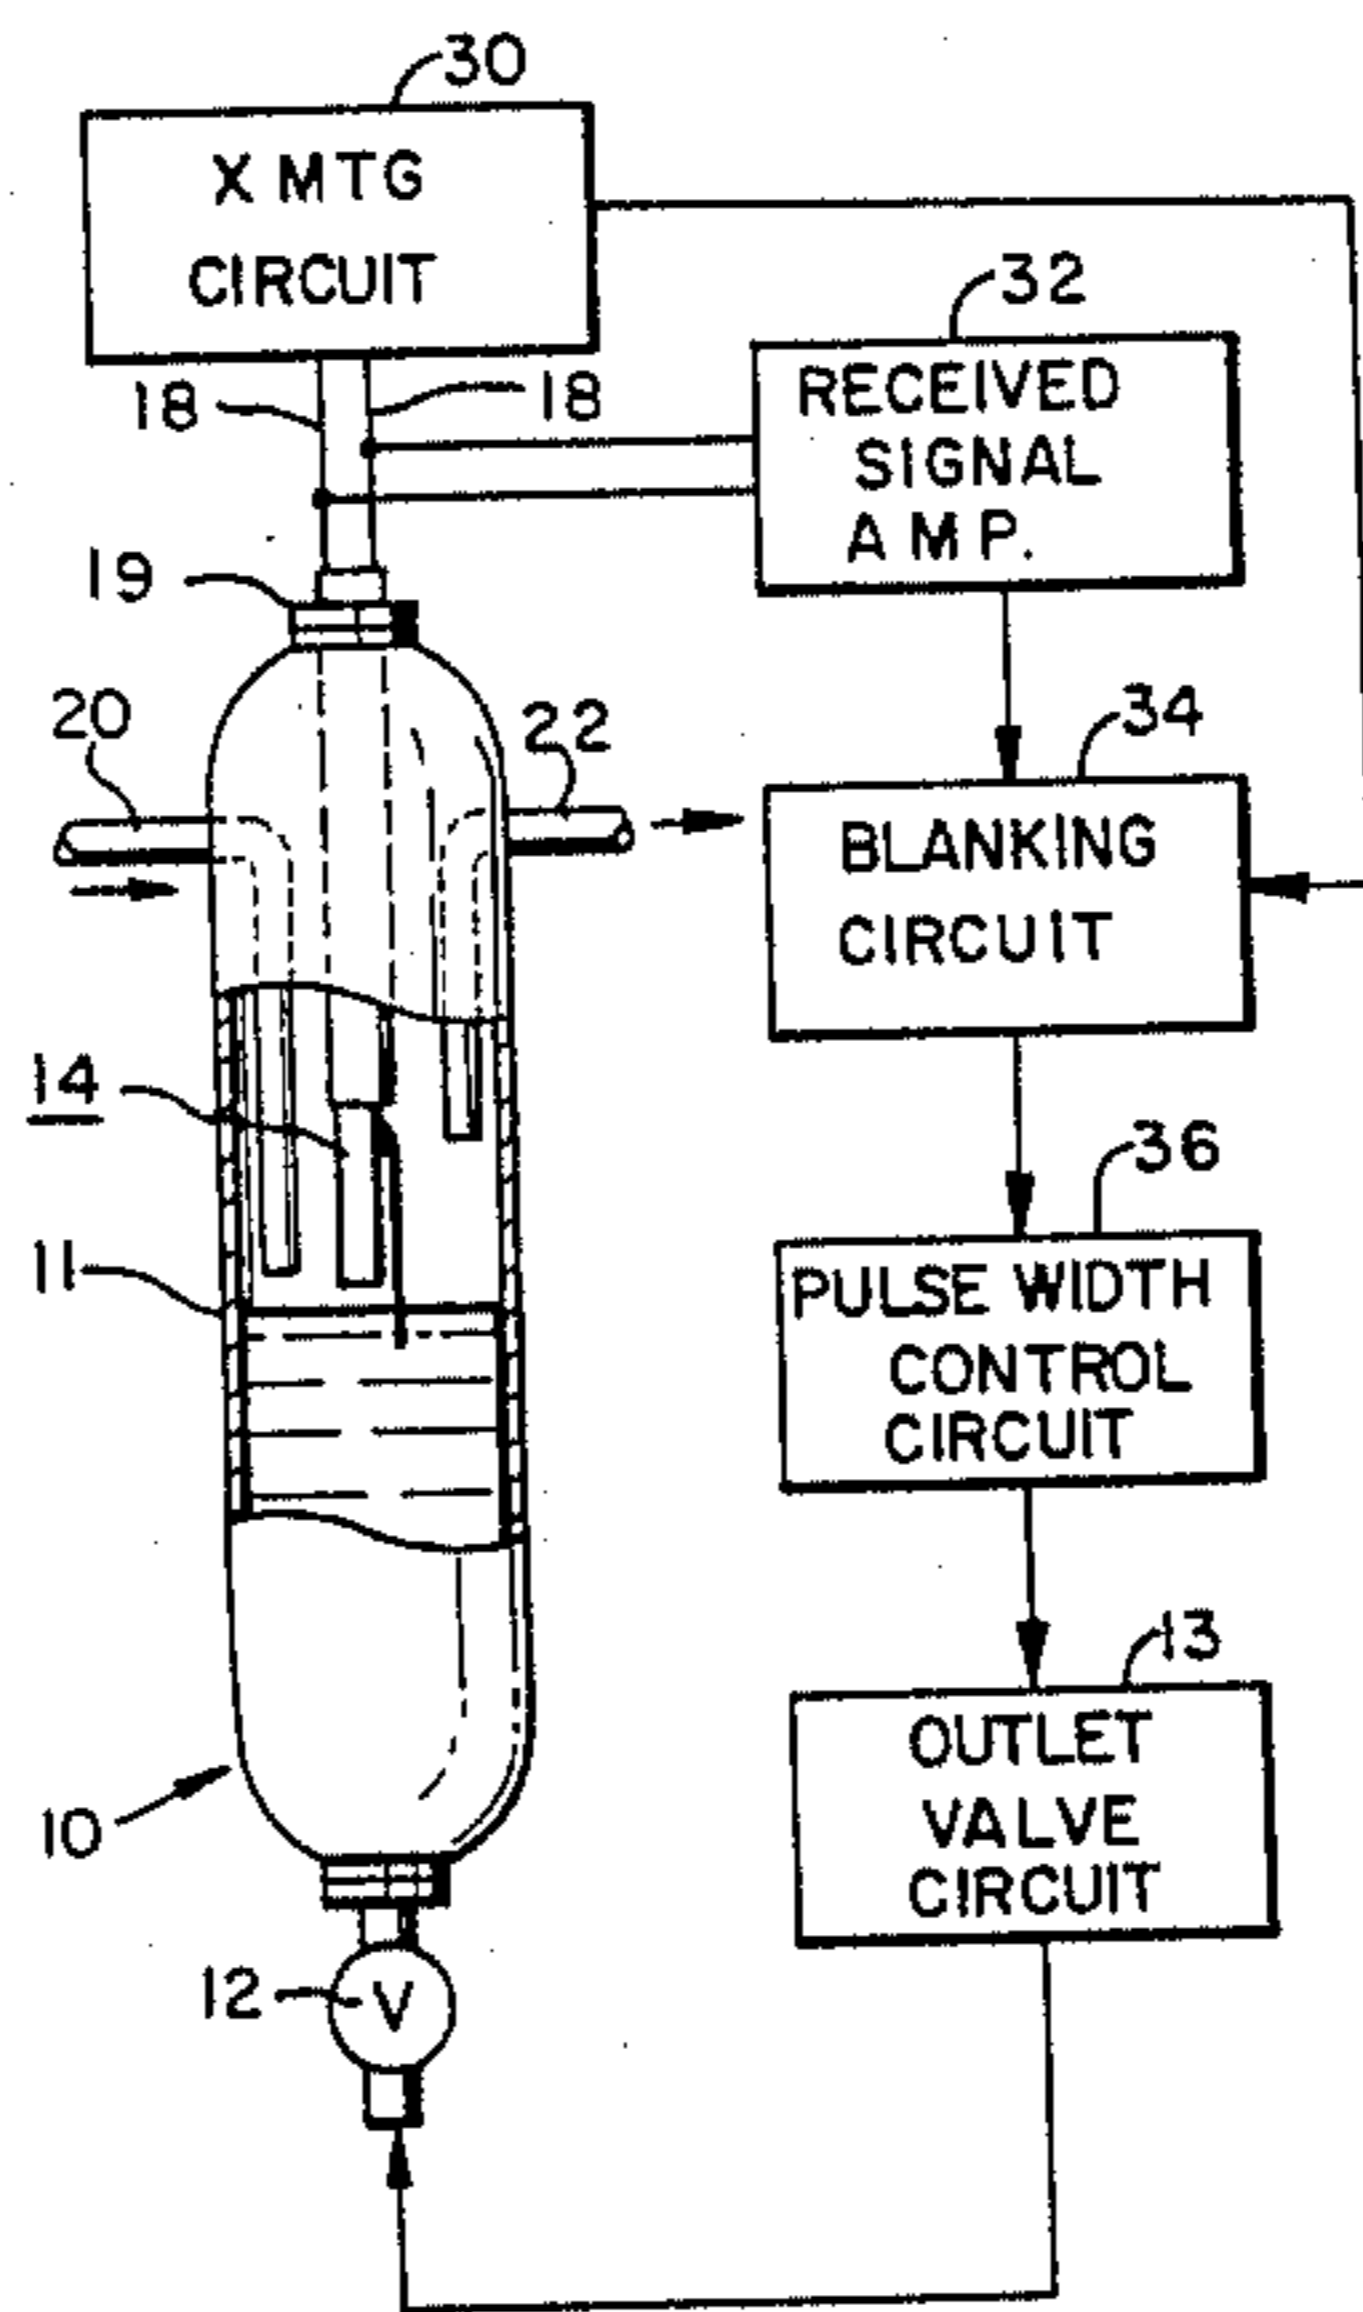 30
X MTG
CIRCUIT
32
18
18
RECEIVED
SIGNAL
AMP.
19
20
22
34
BLANKING
CIRCUIT
14
36
11
PULSE WIDTH
CONTROL
CIRCUIT
13
OUTLET
VALVE
CIRCUIT
10
12
V